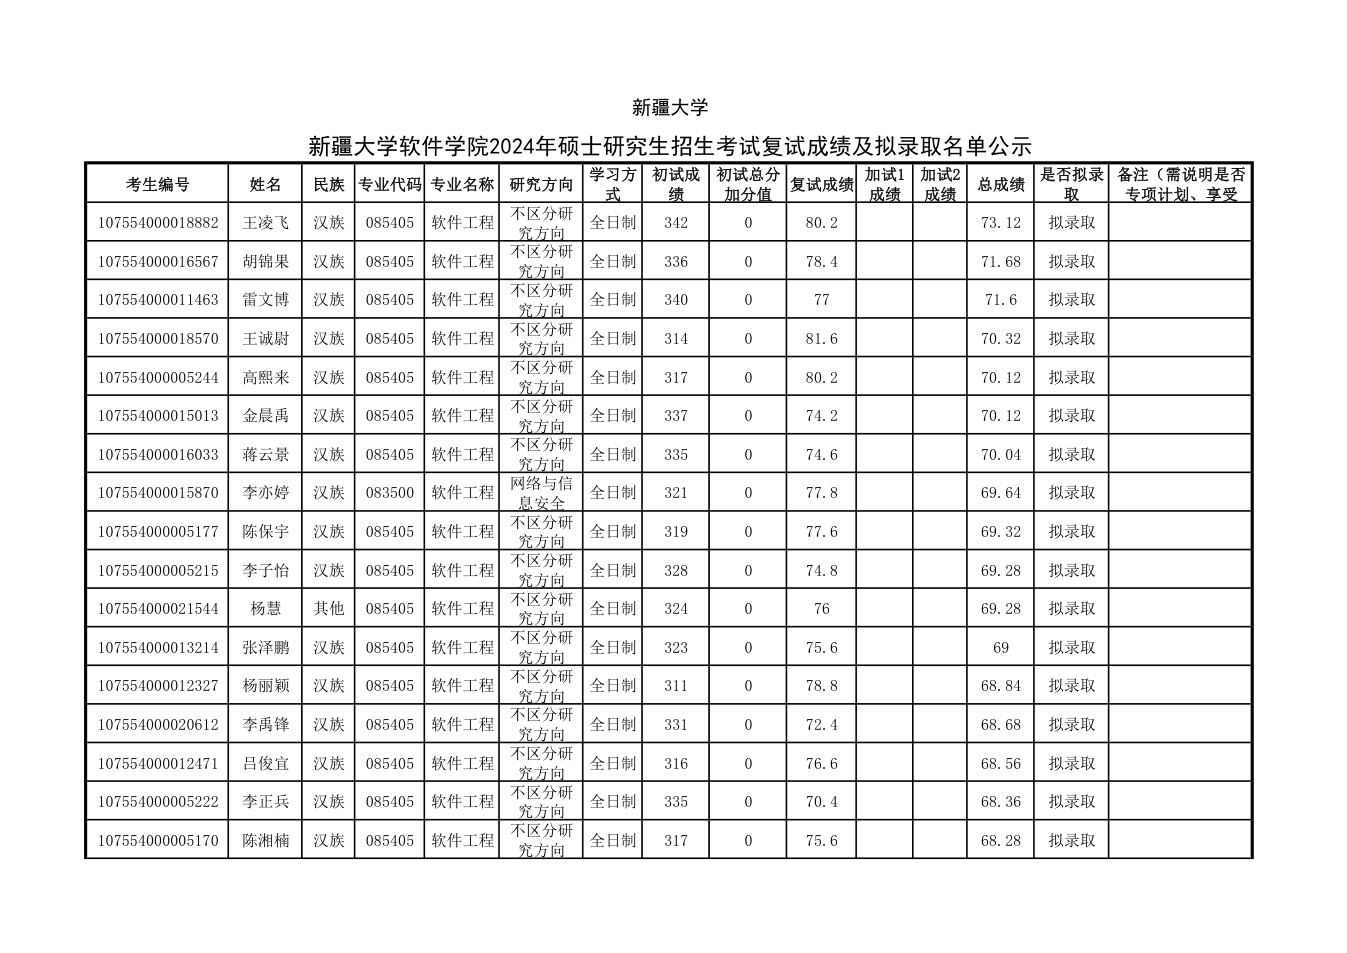 新疆大学
新疆大学软件学院2024年硕士研究生招生考试复试成绩及拟录取名单公示
考生编号 姓名 民族 专业代码 专业名称 研究方向 学习方式 初试成绩 初试总分加分值 复试成绩 加试1成绩 加试2成绩 总成绩 是否拟录取 备注（需说明是否专项计划、享受
107554000018882 王凌飞 汉族 085405 软件工程 不区分研究方向 全日制 342 0 80.2 73.12 拟录取
107554000016567 胡锦果 汉族 085405 软件工程 不区分研究方向 全日制 336 0 78.4 71.68 拟录取
107554000011463 雷文博 汉族 085405 软件工程 不区分研究方向 全日制 340 0 77 71.6 拟录取
107554000018570 王诚尉 汉族 085405 软件工程 不区分研究方向 全日制 314 0 81.6 70.32 拟录取
107554000005244 高熙来 汉族 085405 软件工程 不区分研究方向 全日制 317 0 80.2 70.12 拟录取
107554000015013 金晨禹 汉族 085405 软件工程 不区分研究方向 全日制 337 0 74.2 70.12 拟录取
107554000016033 蒋云景 汉族 085405 软件工程 不区分研究方向 全日制 335 0 74.6 70.04 拟录取
107554000015870 李亦婷 汉族 083500 软件工程 网络与信息安全 全日制 321 0 77.8 69.64 拟录取
107554000005177 陈保宇 汉族 085405 软件工程 不区分研究方向 全日制 319 0 77.6 69.32 拟录取
107554000005215 李子怡 汉族 085405 软件工程 不区分研究方向 全日制 328 0 74.8 69.28 拟录取
107554000021544 杨慧 其他 085405 软件工程 不区分研究方向 全日制 324 0 76 69.28 拟录取
107554000013214 张泽鹏 汉族 085405 软件工程 不区分研究方向 全日制 323 0 75.6 69 拟录取
107554000012327 杨丽颖 汉族 085405 软件工程 不区分研究方向 全日制 311 0 78.8 68.84 拟录取
107554000020612 李禹锋 汉族 085405 软件工程 不区分研究方向 全日制 331 0 72.4 68.68 拟录取
107554000012471 吕俊宜 汉族 085405 软件工程 不区分研究方向 全日制 316 0 76.6 68.56 拟录取
107554000005222 李正兵 汉族 085405 软件工程 不区分研究方向 全日制 335 0 70.4 68.36 拟录取
107554000005170 陈湘楠 汉族 085405 软件工程 不区分研究方向 全日制 317 0 75.6 68.28 拟录取